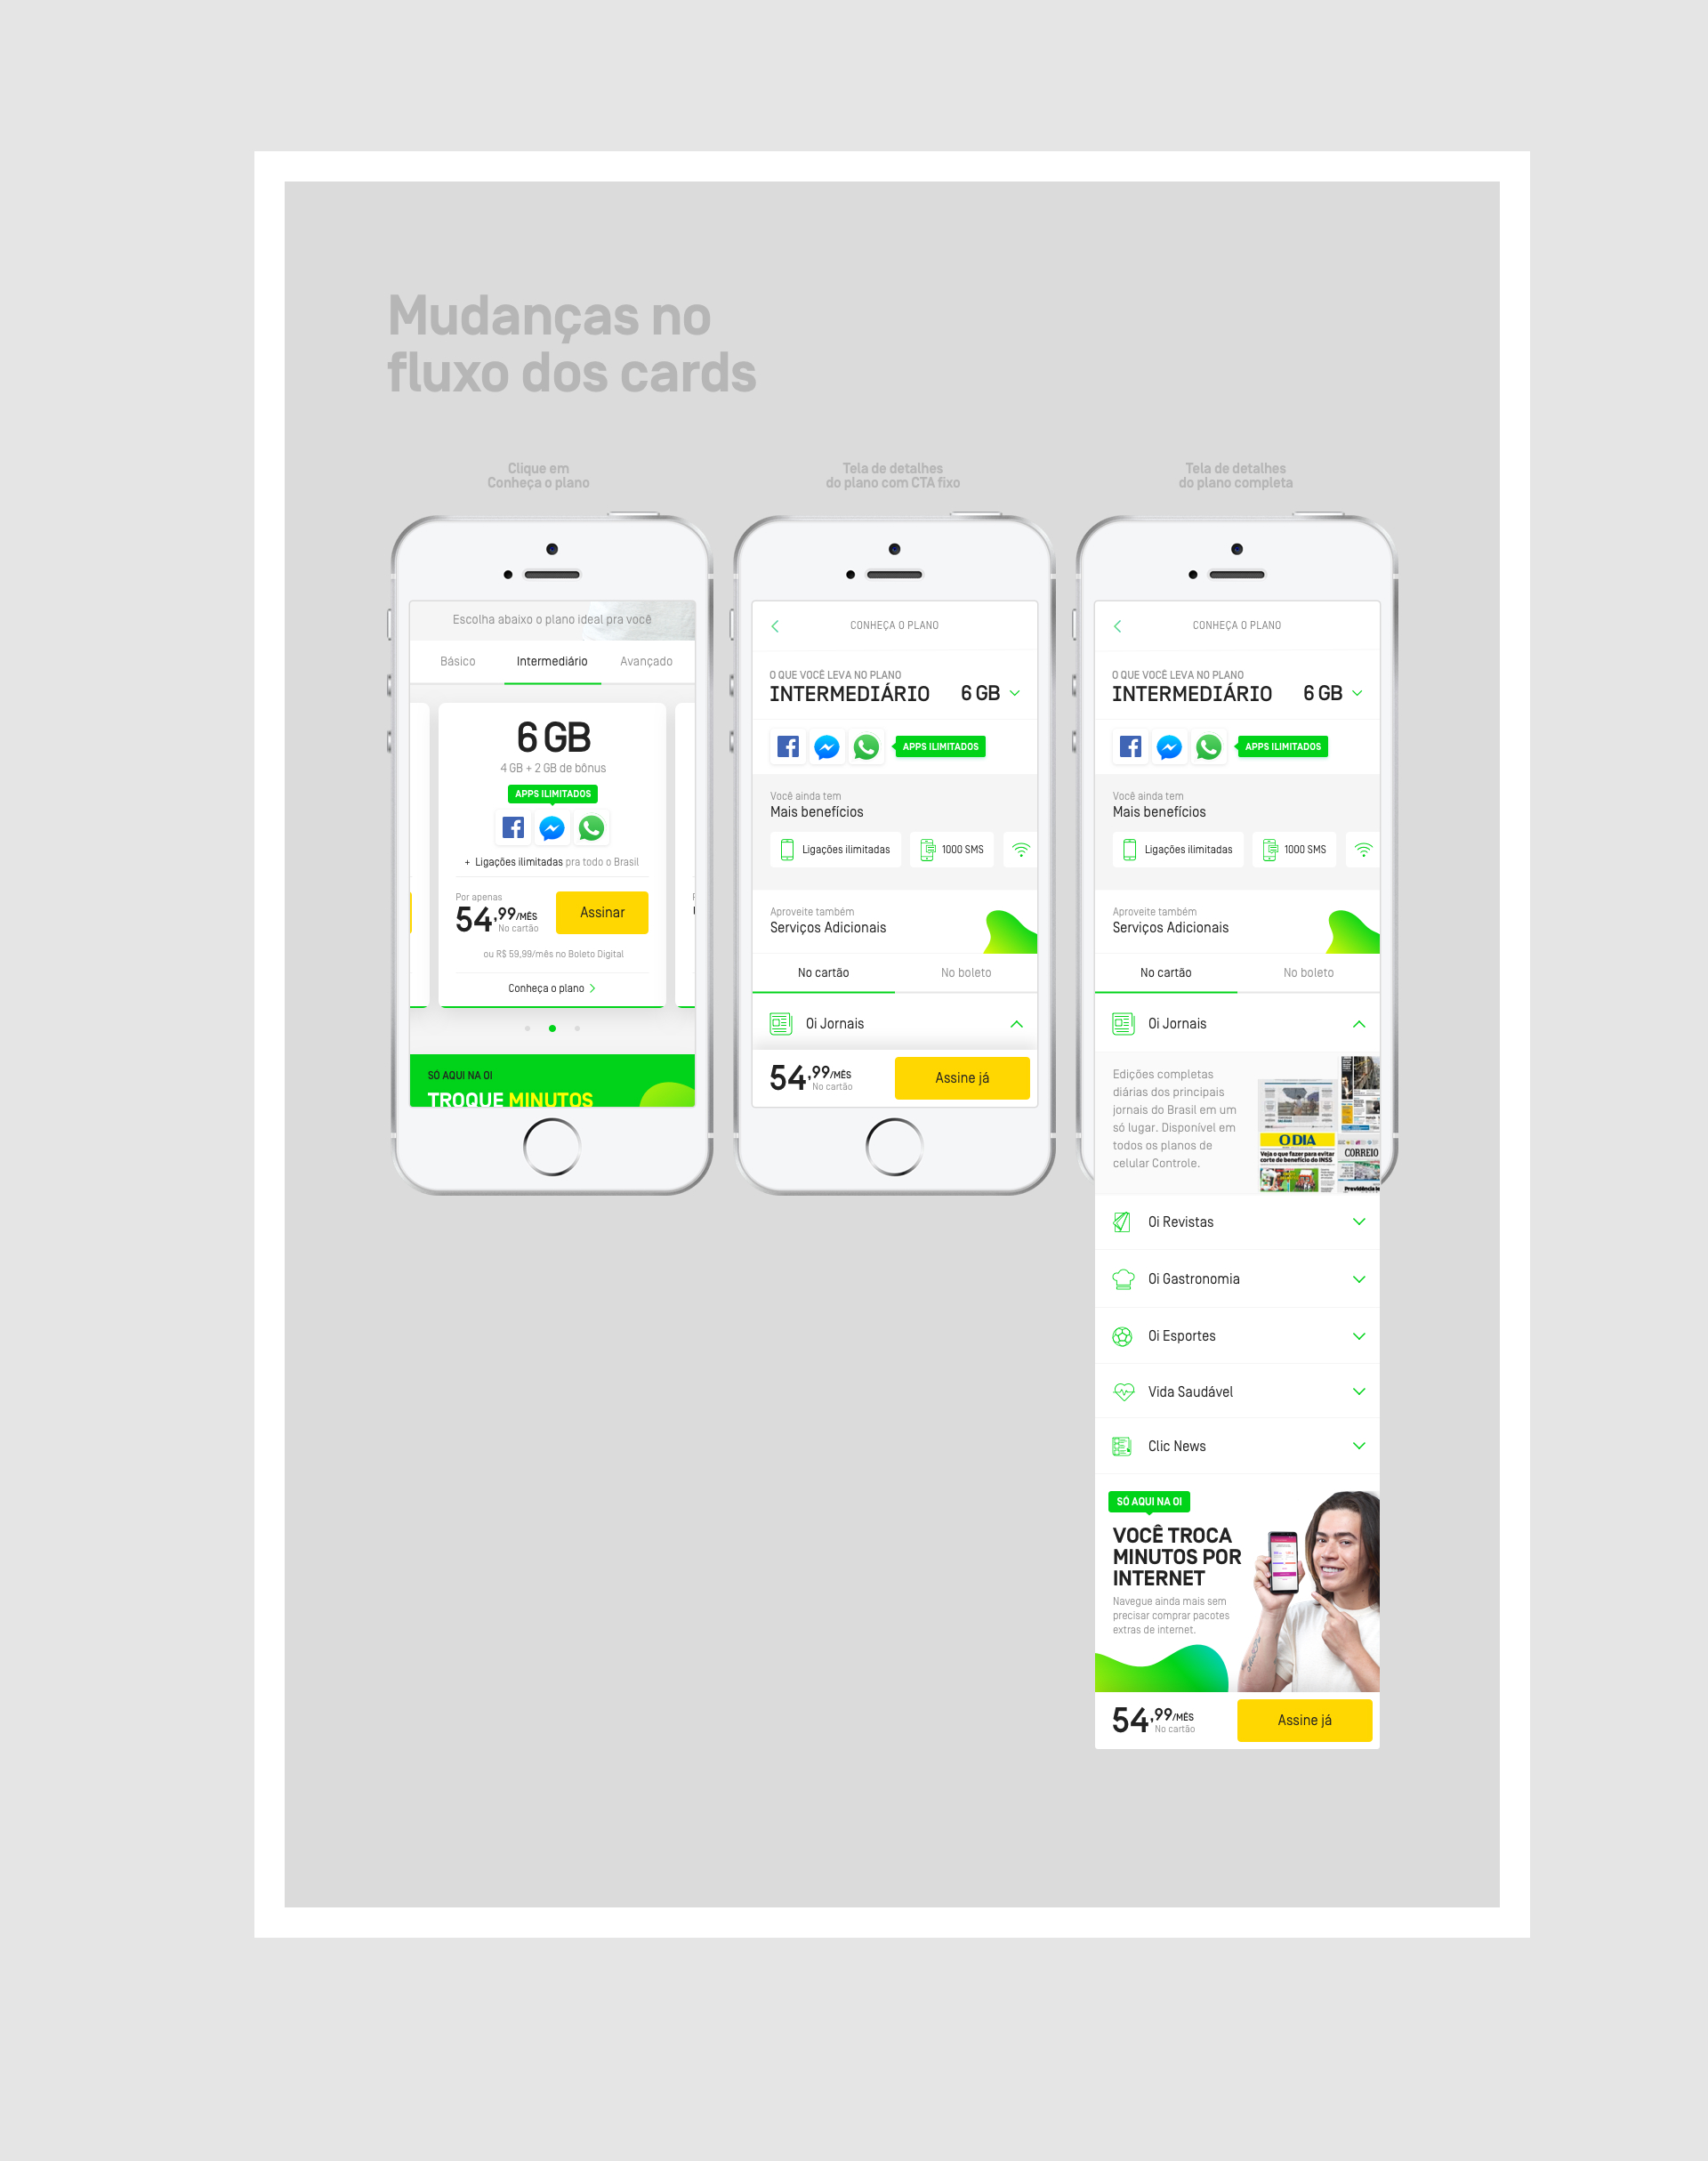 Mudanças no
fluxo dos cards
Clique em
Conheça o plano
Escolha abaixo o plano ideal pra você
Básico
Intermediário
Avançado
6 GB
4 GB + 2 GB de bônus
APPS ILIMITADOS
+ Ligações ilimitadas pra todo o Brasil
Por apenas
54,99/MÊS
No cartão
Assinar
ou R$ 59,99/mês no Boleto Digital
Conheça o plano
SÓ AQUI NA OI
TROQUE MINUTOS
Tela de detalhes
do plano com CTA fixo
CONHEÇA O PLANO
O QUE VOCÊ LEVA NO PLANO
INTERMEDIÁRIO 6 GB
APPS ILIMITADOS
Você ainda tem
Mais benefícios
Ligações ilimitadas
1000 SMS
Aproveite também
Serviços Adicionais
No cartão
No boleto
Oi Jornais
54,99/MÊS
No cartão
Assine já
Tela de detalhes
do plano completa
CONHEÇA O PLANO
O QUE VOCÊ LEVA NO PLANO
INTERMEDIÁRIO 6 GB
APPS ILIMITADOS
Você ainda tem
Mais benefícios
Ligações ilimitadas
1000 SMS
Aproveite também
Serviços Adicionais
No cartão
No boleto
Oi Jornais
Edições completas
diárias dos principais
jornais do Brasil em um
só lugar. Disponível em
todos os planos de
celular Controle.
O DIA
Veja o que fazer para evitar
corte de benefício do INSS
CORREIO
Oi Revistas
Oi Gastronomia
Oi Esportes
Vida Saudável
Clic News
SÓ AQUI NA OI
VOCÊ TROCA
MINUTOS POR
INTERNET
Navegue ainda mais sem
precisar comprar pacotes
extras de internet.
54,99/MÊS
No cartão
Assine já